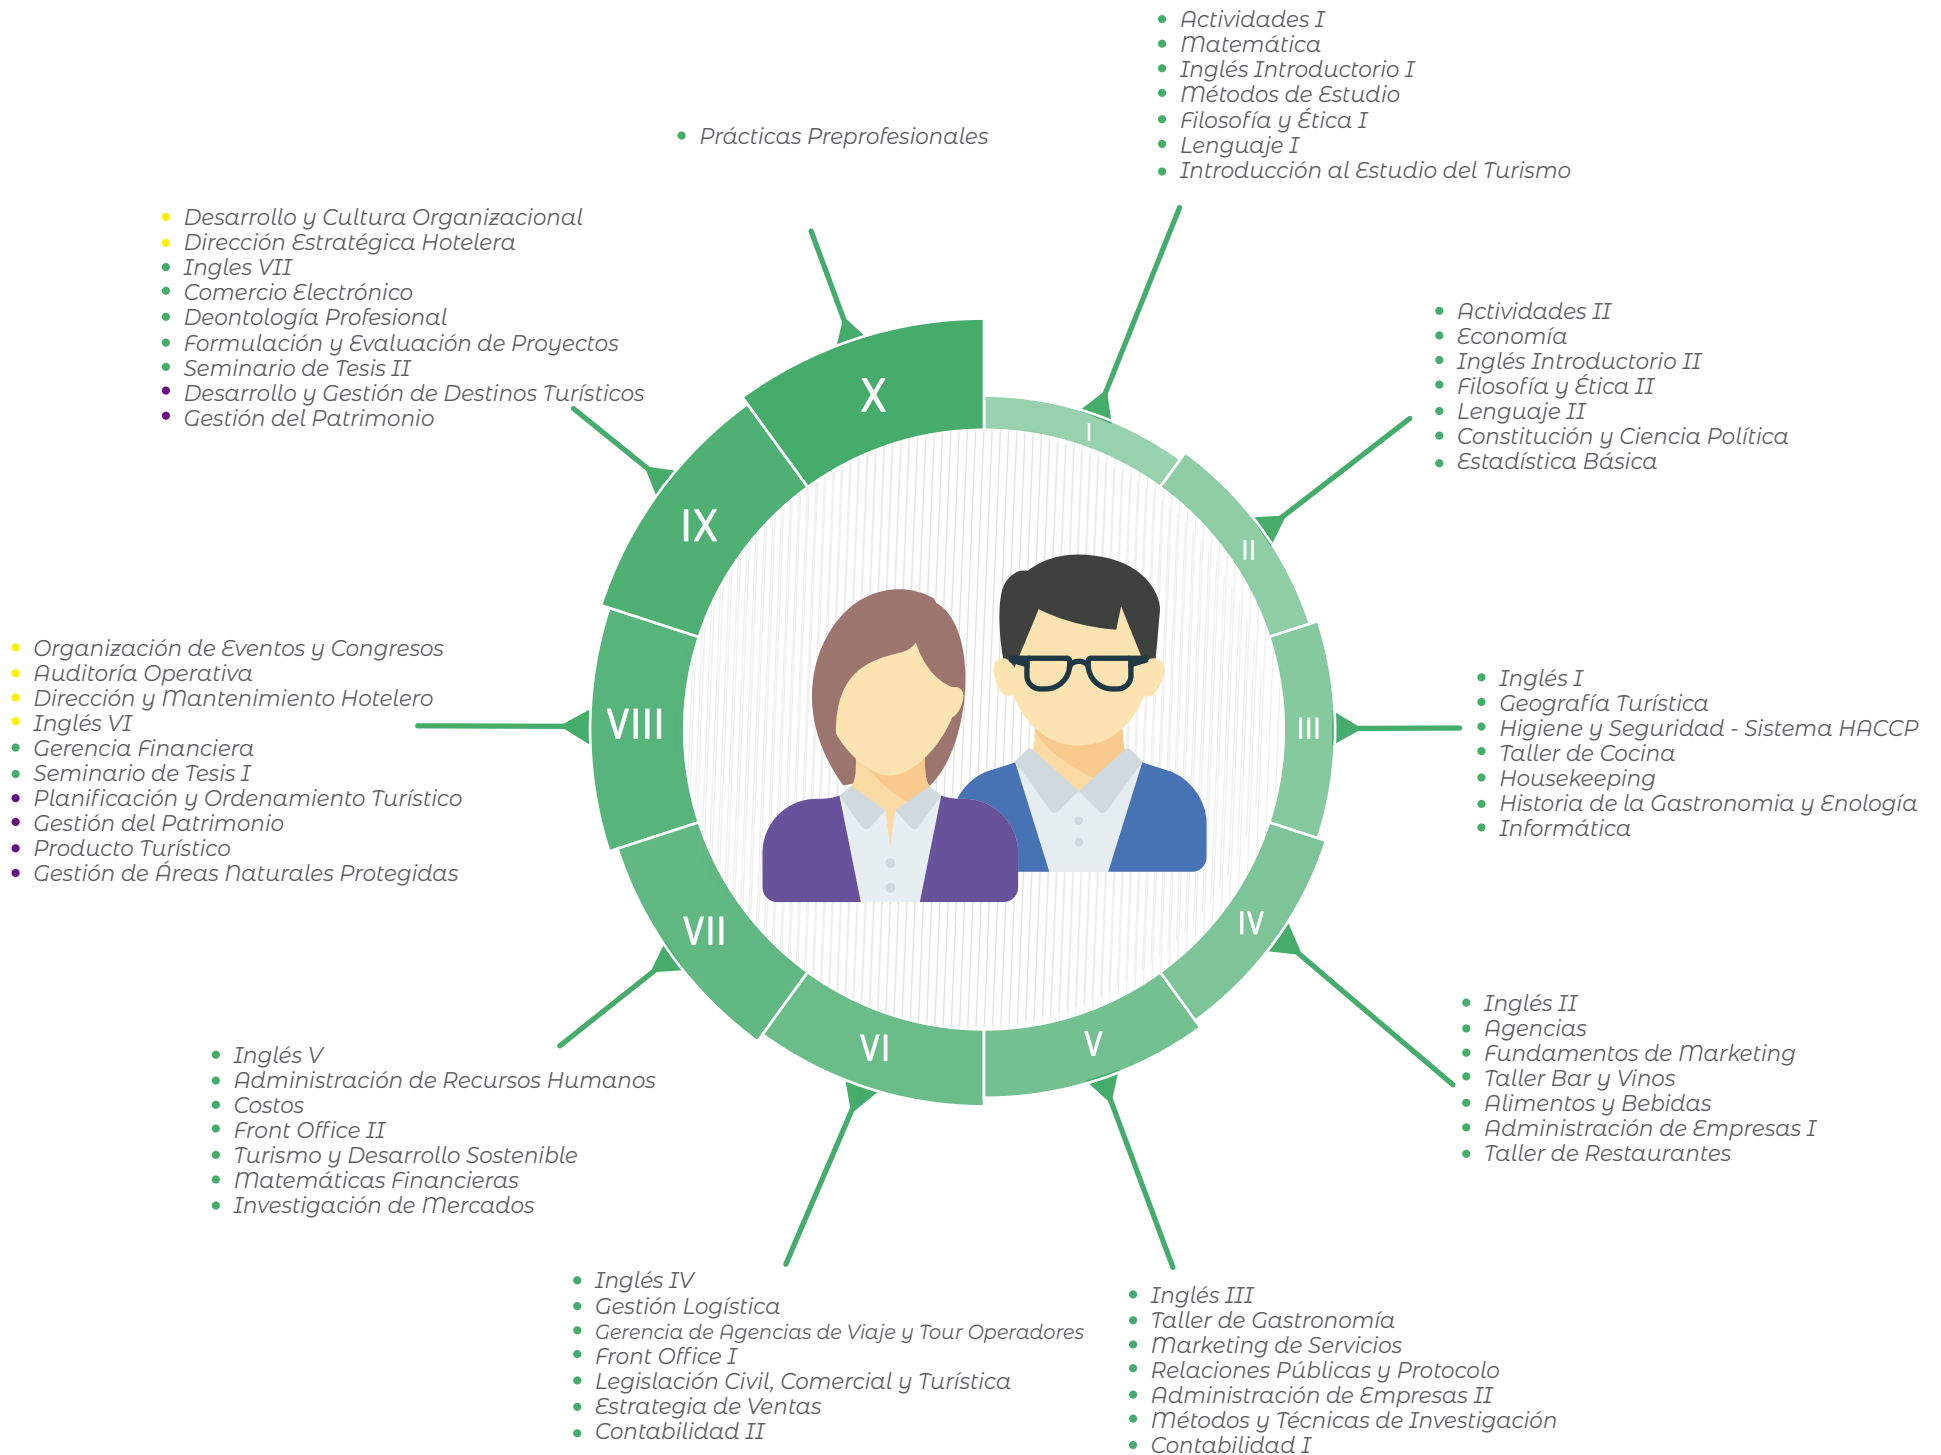 Actividades I
Matemática
Inglés Introductorio I
Métodos de Estudio
Filosofía y Ética I
Lenguaje I
Introducción al Estudio del Turismo
Actividades II
Economía
Inglés Introductorio II
Filosofía y Ética II
Lenguaje II
Constitución y Ciencia Política
Estadística Básica
Inglés I
Geografía Turística
Higiene y Seguridad - Sistema HACCP
Taller de Cocina
Housekeeping
Historia de la Gastronomia y Enología
Informática
Inglés II
Agencias
Fundamentos de Marketing
Taller Bar y Vinos
Alimentos y Bebidas
Administración de Empresas I
Taller de Restaurantes
Inglés III
Taller de Gastronomía
Marketing de Servicios
Relaciones Públicas y Protocolo
Administración de Empresas II
Métodos y Técnicas de Investigación
Contabilidad I
Inglés IV
Gestión Logística
Gerencia de Agencias de Viaje y Tour Operadores
Front Office I
Legislación Civil, Comercial y Turística
Estrategia de Ventas
Contabilidad II
Inglés V
Administración de Recursos Humanos
Costos
Front Office II
Turismo y Desarrollo Sostenible
Matemáticas Financieras
Investigación de Mercados
Organización de Eventos y Congresos
Auditoría Operativa
Dirección y Mantenimiento Hotelero
Inglés VI
Gerencia Financiera
Seminario de Tesis I
Planificación y Ordenamiento Turístico
Gestión del Patrimonio
Producto Turístico
Gestión de Áreas Naturales Protegidas
Desarrollo y Cultura Organizacional
Dirección Estratégica Hotelera
Ingles VII
Comercio Electrónico
Deontología Profesional
Formulación y Evaluación de Proyectos
Seminario de Tesis II
Desarrollo y Gestión de Destinos Turísticos
Gestión del Patrimonio
Prácticas Preprofesionales
I
II
III
IV
V
VI
VII
VIII
IX
X